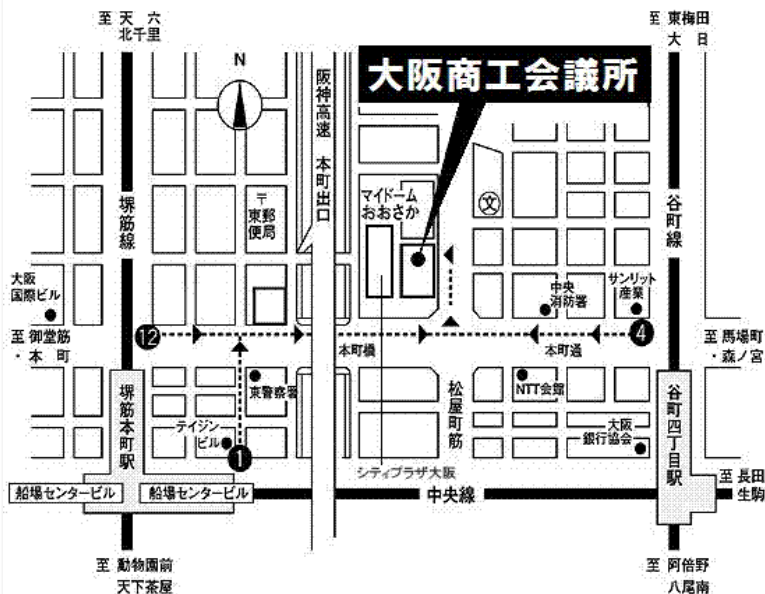 至 天 六
北千里
至 東梅田
大 日
N
阪神高速 本町出口
大阪商工会議所
堺筋線
谷町線
〒
東郵
便局
マイドーム
おおさか
文
大阪
国際ビル
中央
消防署
サンリット
産業
至 御堂筋
・本 町
12
本町橋
本町通
4
至 馬場町
・森ノ宮
東警察署
NTT会館
堺筋本町駅
松屋町筋
谷町四丁目駅
テイジン
ビル
1
大阪
銀行協会
シティプラザ大阪
船場センタービル
船場センタービル
中央線
至 長田
生駒
至 動物園前
天下茶屋
至 阿倍野
八尾南